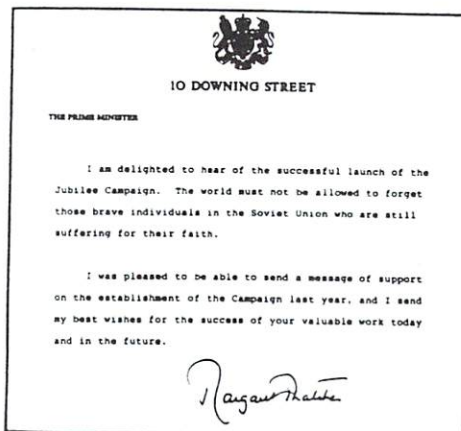 10 DOWNING STREET
THE PRIME MINISTER
I am delighted to hear of the successful launch of the
Jubilee Campaign. The world must not be allowed to forget
those brave individuals in the Soviet Union who are still
suffering for their faith.
I was pleased to be able to send a message of support
on the establishment of the Campaign last year, and I send
my best wishes for the success of your valuable work today
and in the future.
Margaret Thatcher